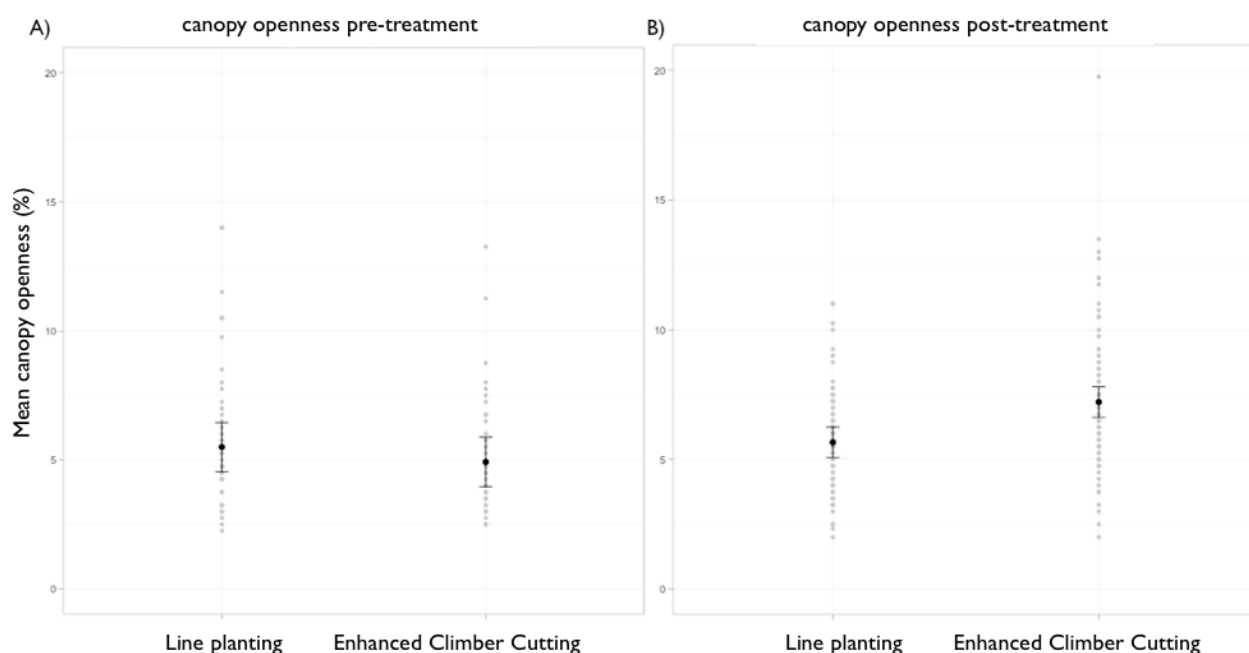 A)
canopy openness pre-treatment
B)
canopy openness post-treatment
Mean canopy openness (%)
20
15
10
5
0
20
15
10
5
0
Line planting
Enhanced Climber Cutting
Line planting
Enhanced Climber Cutting